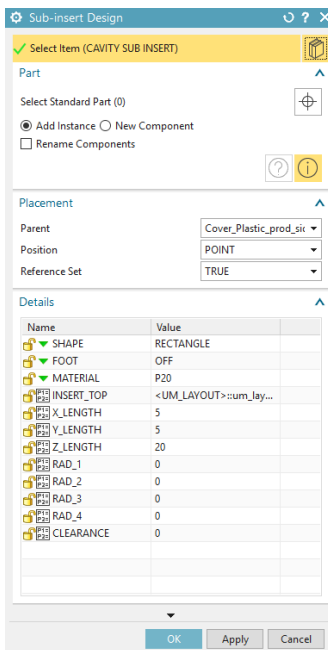 Sub-insert Design
Select Item (CAVITY SUB INSERT)
Part
Select Standard Part (0)
Add Instance New Component
Rename Components
Placement
Parent Cover_Plastic_prod_sic
Position POINT
Reference Set TRUE
Details
Name Value
SHAPE RECTANGLE
FOOT OFF
MATERIAL P20
INSERT_TOP <UM_LAYOUT>::um_lay...
X_LENGTH 5
Y_LENGTH 5
Z_LENGTH 20
RAD_1 0
RAD_2 0
RAD_3 0
RAD_4 0
CLEARANCE 0
OK Apply Cancel